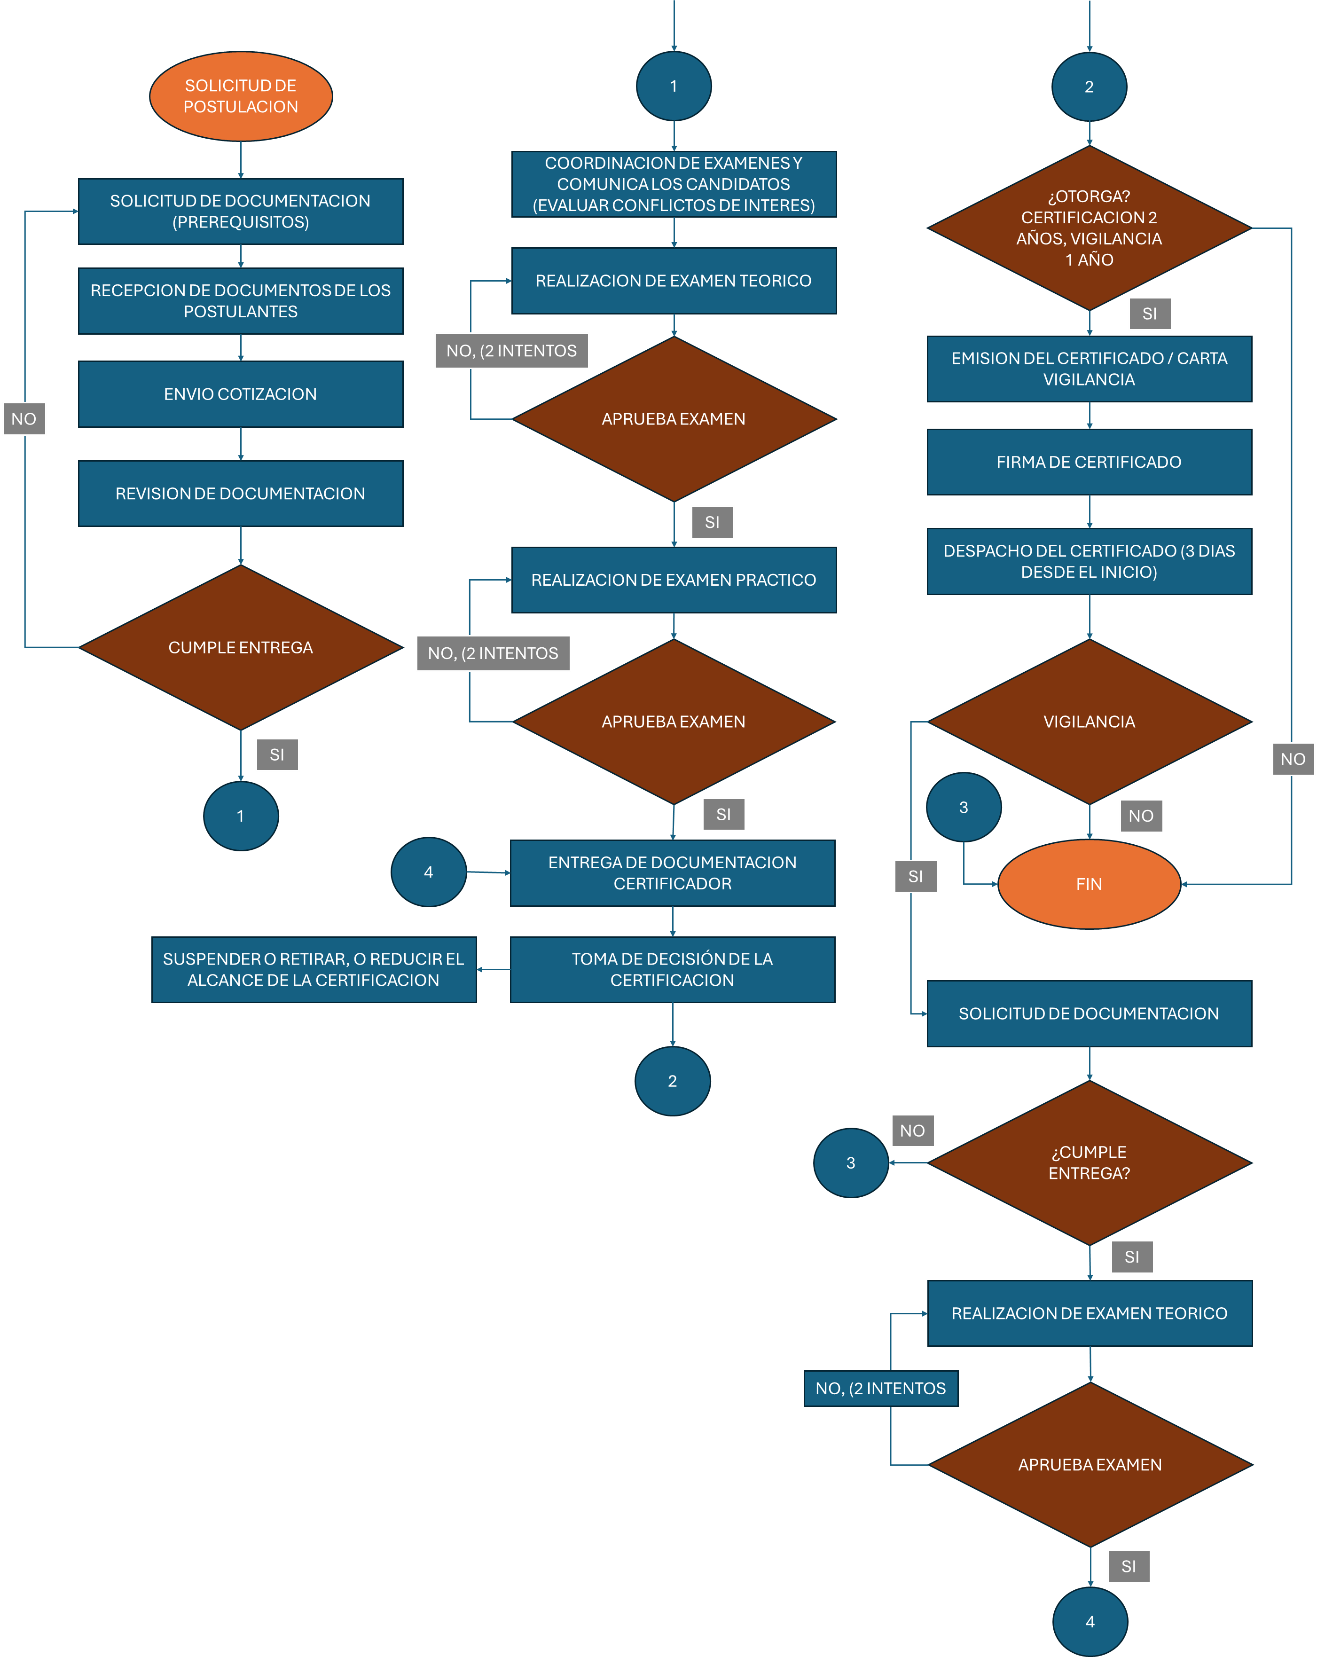 SOLICITUD DE
POSTULACION
SOLICITUD DE DOCUMENTACION
(PREREQUISITOS)
RECEPCION DE DOCUMENTOS DE LOS
POSTULANTES
ENVIO COTIZACION
NO
REVISION DE DOCUMENTACION
CUMPLE ENTREGA
SI
1
1
COORDINACION DE EXAMENES Y
COMUNICA LOS CANDIDATOS
(EVALUAR CONFLICTOS DE INTERES)
REALIZACION DE EXAMEN TEORICO
NO, (2 INTENTOS
APRUEBA EXAMEN
SI
REALIZACION DE EXAMEN PRACTICO
NO, (2 INTENTOS
APRUEBA EXAMEN
SI
4
ENTREGA DE DOCUMENTACION
CERTIFICADOR
SUSPENDER O RETIRAR, O REDUCIR EL
ALCANCE DE LA CERTIFICACION
TOMA DE DECISIÓN DE LA
CERTIFICACION
2
2
¿OTORGA?
CERTIFICACION 2
AÑOS, VIGILANCIA
1 AÑO
SI
EMISION DEL CERTIFICADO / CARTA
VIGILANCIA
FIRMA DE CERTIFICADO
DESPACHO DEL CERTIFICADO (3 DIAS
DESDE EL INICIO)
VIGILANCIA
NO
3
NO
SI
FIN
SOLICITUD DE DOCUMENTACION
NO
3
¿CUMPLE
ENTREGA?
SI
REALIZACION DE EXAMEN TEORICO
NO, (2 INTENTOS
APRUEBA EXAMEN
SI
4